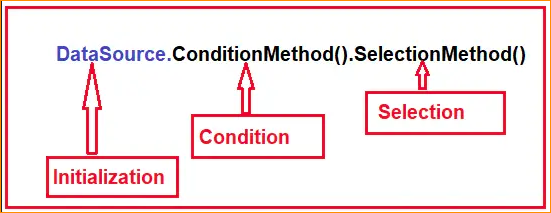 DataSource.ConditionMethod().SelectionMethod()
Selection
Condition
Initialization